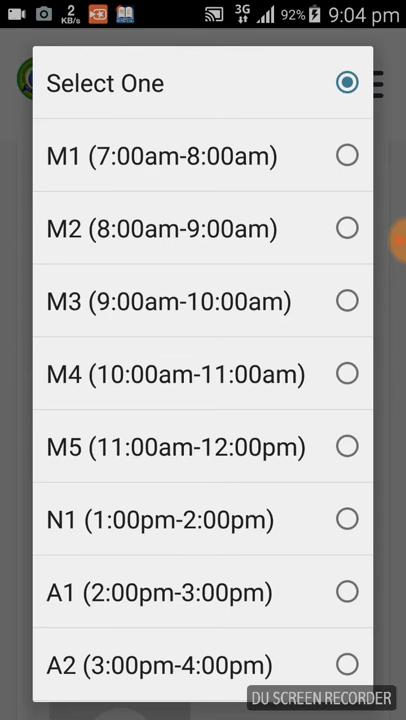 2
KB/s
3G
92%
9:04 pm
Select One
M1 (7:00am-8:00am)
M2 (8:00am-9:00am)
M3 (9:00am-10:00am)
M4 (10:00am-11:00am)
M5 (11:00am-12:00pm)
N1 (1:00pm-2:00pm)
A1 (2:00pm-3:00pm)
A2 (3:00pm-4:00pm)
DU SCREEN RECORDER